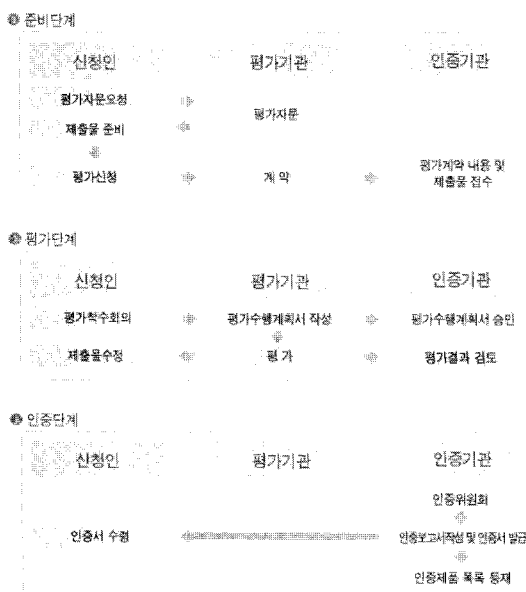 준비단계
신청인 평가기관 인증기관
평가자문요청
평가자문
제출물 준비
평가신청 계 약 평가계약 내용 및
제출물 접수
평가단계
신청인 평가기관 인증기관
평가착수회의 평가수행계획서 작성 평가수행계획서 승인
제출물수정 평 가 평가결과 검토
인증단계
신청인 평가기관 인증기관
인증위원회
인증서 수령 인증보고서작성 및 인증서 발급
인증제품 목록 등재